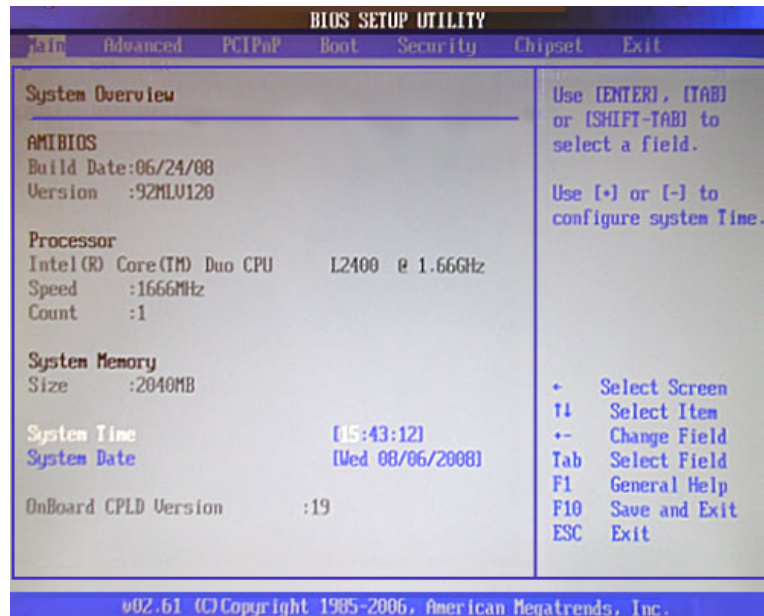 BIOS SETUP UTILITY
Main Advanced PCIPnP Boot Security Chipset Exit
System Overview
AMIBIOS
Build Date:06/24/08
Version :92MLV120
Processor
Intel(R) Core(TM) Duo CPU L2400 @ 1.66GHz
Speed :1666MHz
Count :1
System Memory
Size :2040MB
System Time [15:43:12]
System Date [Wed 08/06/2008]
OnBoard CPLD Version :19
Use [ENTER], [TAB]
or [SHIFT-TAB] to
select a field.
Use [+] or [-] to
configure system Time.
← Select Screen
↑↓ Select Item
+- Change Field
Tab Select Field
F1 General Help
F10 Save and Exit
ESC Exit
v02.61 (C)Copyright 1985-2006, American Megatrends, Inc.